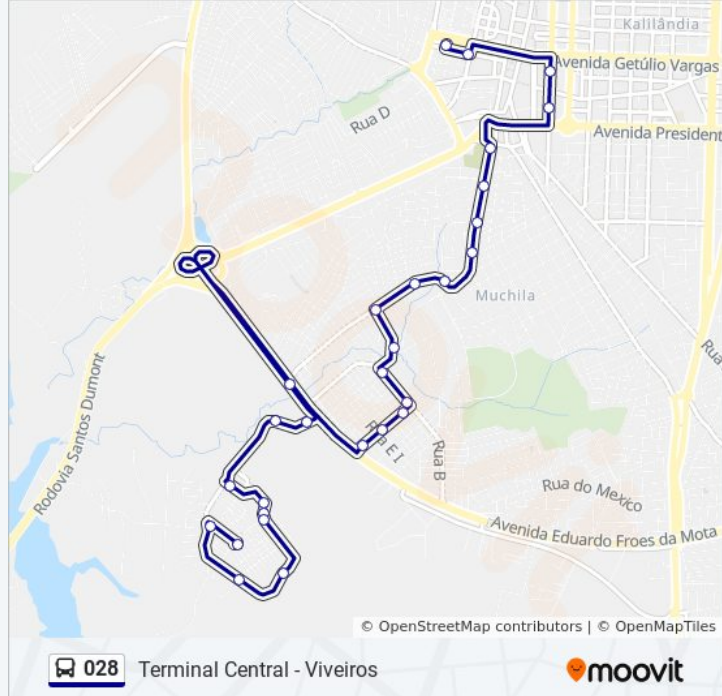 Kalilândia
Avenida Getúlio Vargas
Rua D
Avenida President
Muchila
Rua
Rodovia Santos Dumont
Rua E I
Rua B
Rua do Mexico
Avenida Eduardo Froes da Mota
© OpenStreetMap contributors | © OpenMapTiles
028 Terminal Central - Viveiros
moovit